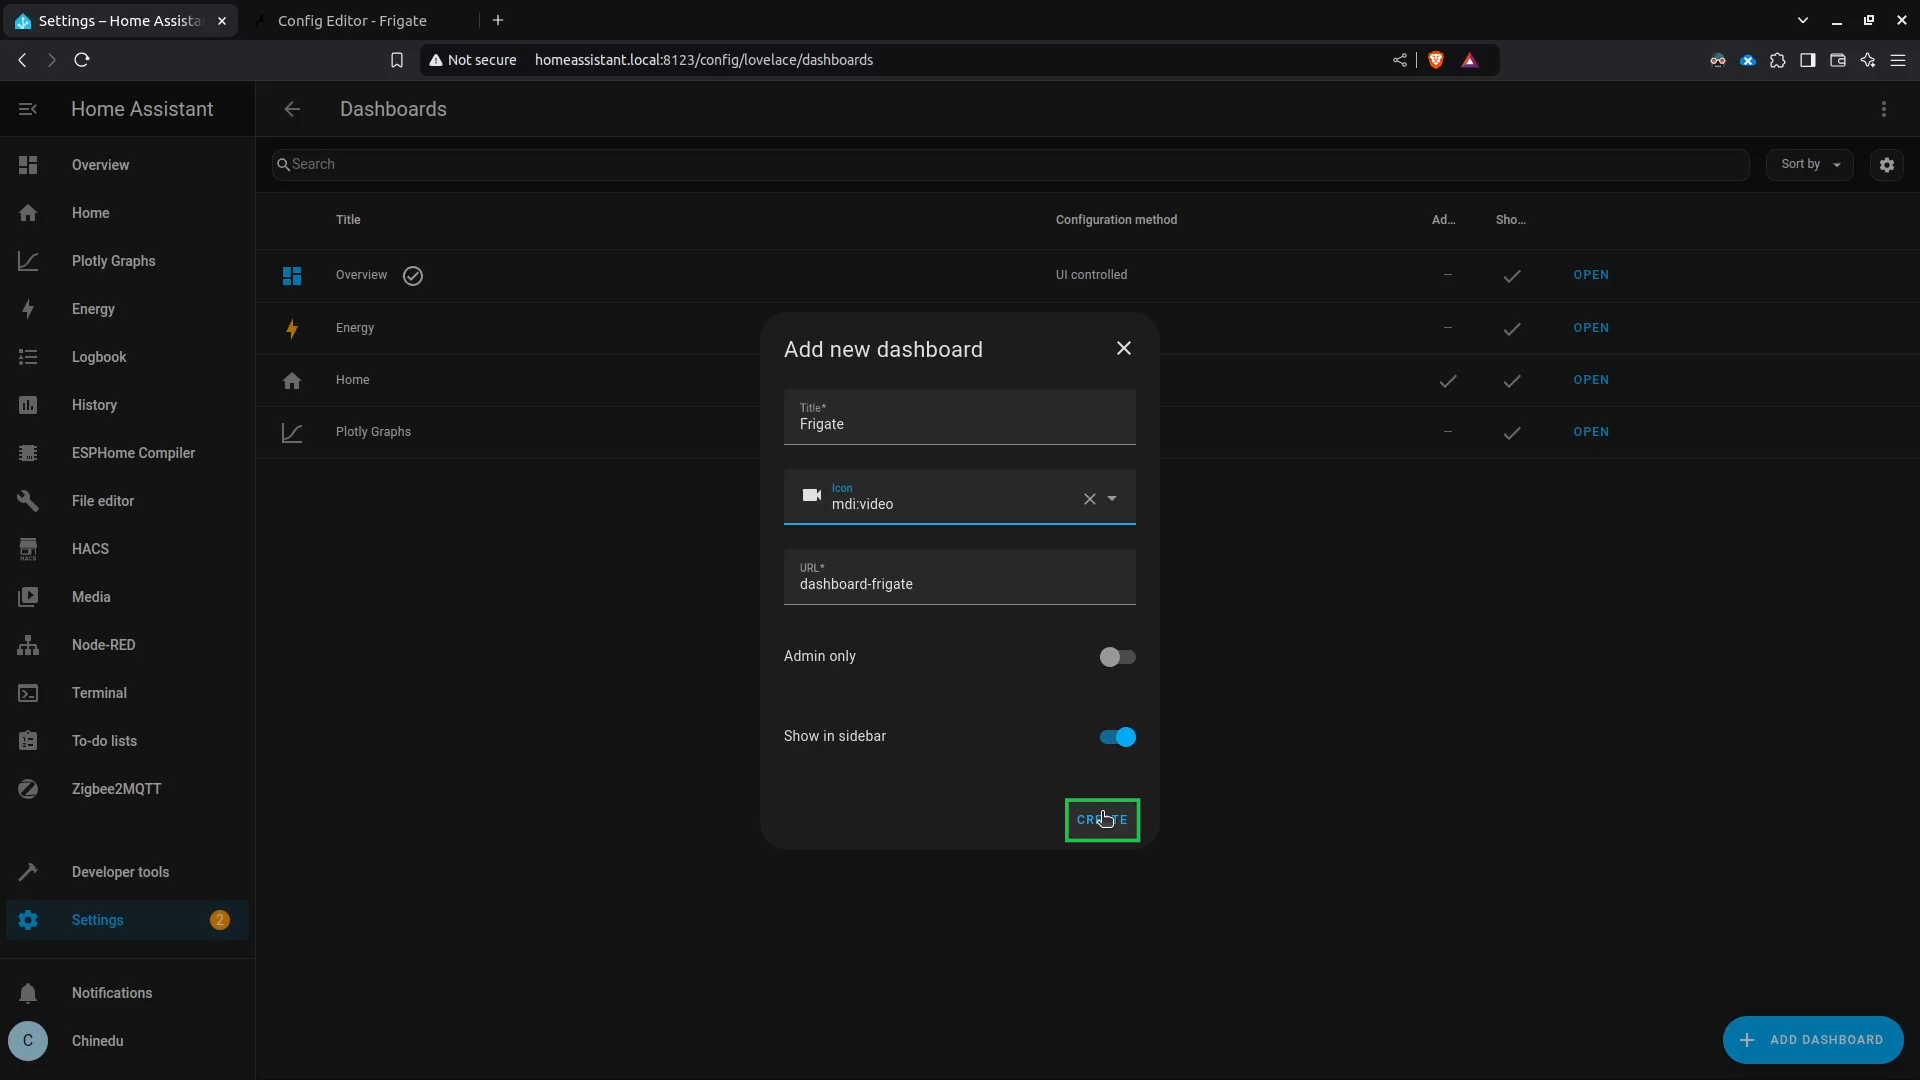 Settings – Home Assista
Config Editor - Frigate
Not secure
homeassistant.local:8123/config/lovelace/dashboards
Home Assistant
Dashboards
Overview
Home
Plotly Graphs
Energy
Logbook
History
ESPHome Compiler
File editor
HACS
HACS
Media
Node-RED
Terminal
To-do lists
Zigbee2MQTT
Developer tools
Settings
2
Notifications
C
Chinedu
Search
Sort by
Title
Configuration method
Ad...
Sho...
Overview
UI controlled
OPEN
Energy
OPEN
Home
OPEN
Plotly Graphs
OPEN
Add new dashboard
Title*
Frigate
Icon
mdi:video
URL*
dashboard-frigate
Admin only
Show in sidebar
CREATE
ADD DASHBOARD